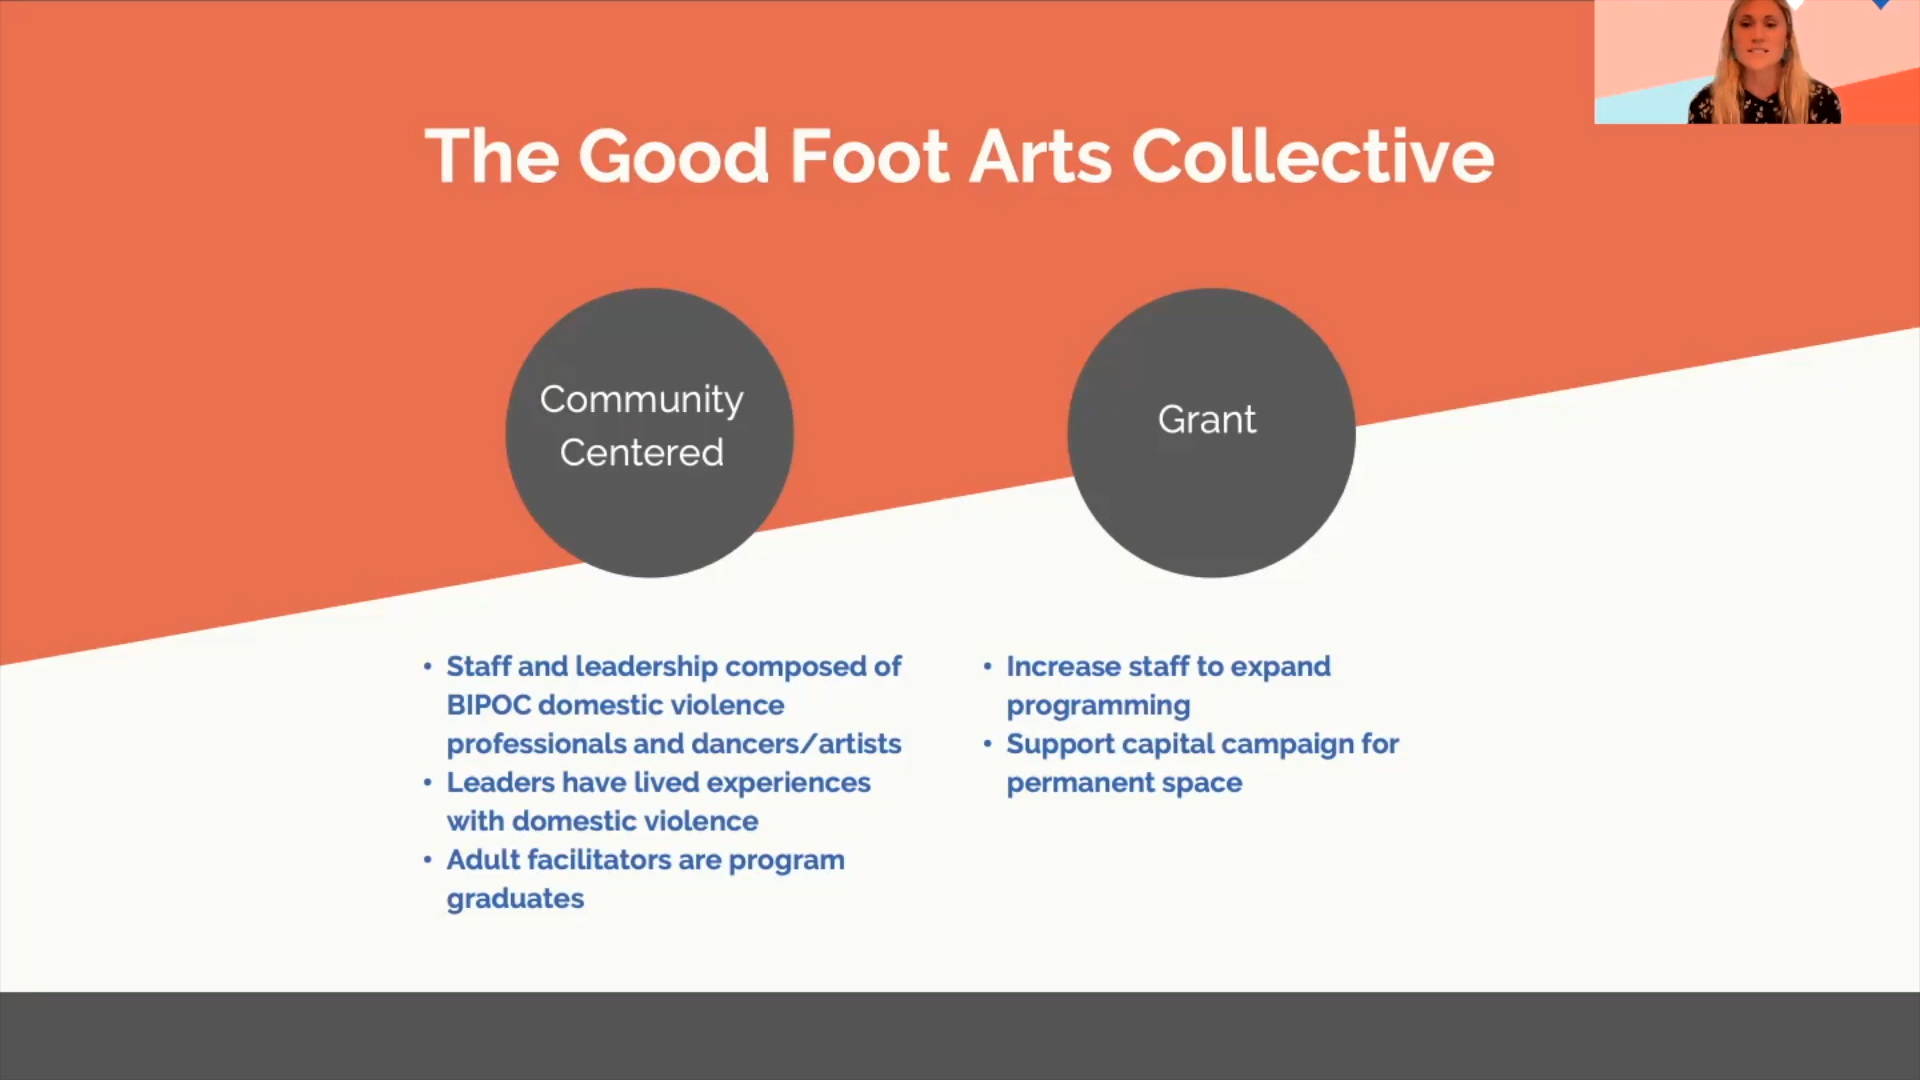 The Good Foot Arts Collective
Community
Centered
Grant
• Staff and leadership composed of
BIPOC domestic violence
professionals and dancers/artists
• Leaders have lived experiences
with domestic violence
• Adult facilitators are program
graduates
• Increase staff to expand
programming
• Support capital campaign for
permanent space